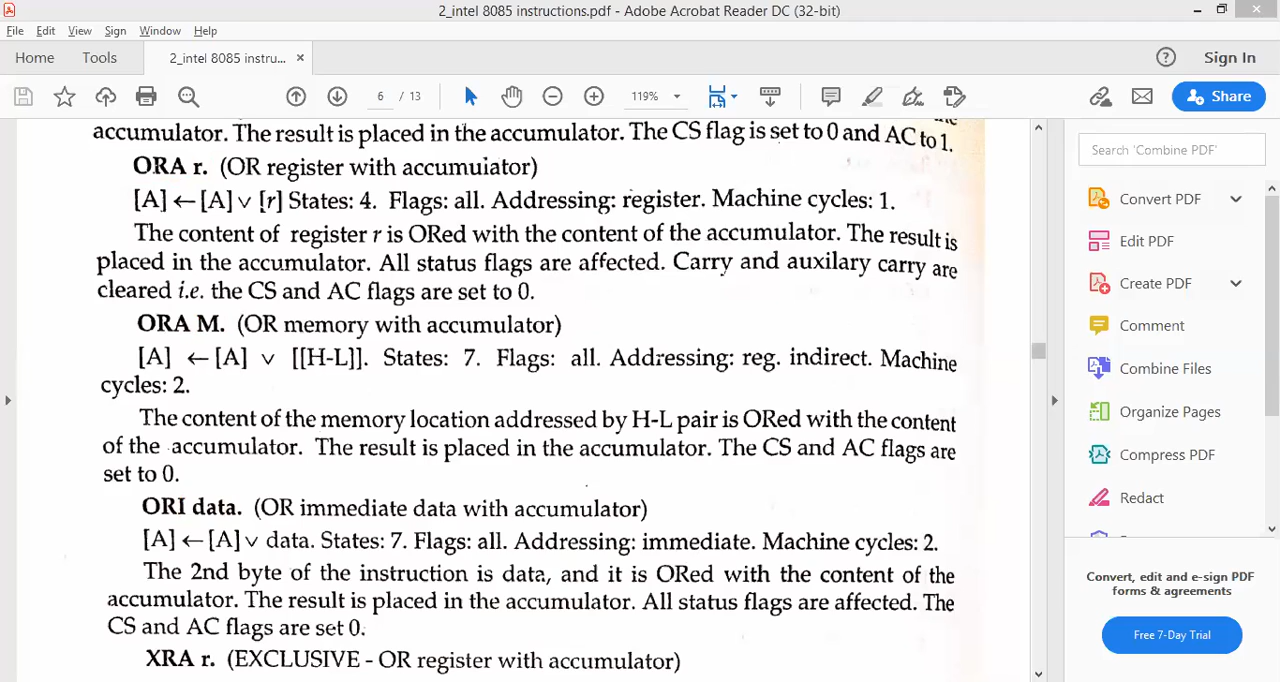 2_intel 8085 instructions.pdf - Adobe Acrobat Reader DC (32-bit)
File Edit View Sign Window Help
Home Tools 2_intel 8085 instru... × Sign In
6 / 13 119% Share
accumulator. The result is placed in the accumulator. The CS flag is set to 0 and AC to 1.
ORA r. (OR register with accumulator)
[A] ← [A] ∨ [r] States: 4. Flags: all. Addressing: register. Machine cycles: 1.
The content of register r is ORed with the content of the accumulator. The result is
placed in the accumulator. All status flags are affected. Carry and auxilary carry are
cleared i.e. the CS and AC flags are set to 0.
ORA M. (OR memory with accumulator)
[A] ← [A] ∨ [[H-L]]. States: 7. Flags: all. Addressing: reg. indirect. Machine
cycles: 2.
The content of the memory location addressed by H-L pair is ORed with the content
of the accumulator. The result is placed in the accumulator. The CS and AC flags are
set to 0.
ORI data. (OR immediate data with accumulator)
[A] ← [A] ∨ data. States: 7. Flags: all. Addressing: immediate. Machine cycles: 2.
The 2nd byte of the instruction is data, and it is ORed with the content of the
accumulator. The result is placed in the accumulator. All status flags are affected. The
CS and AC flags are set 0.
XRA r. (EXCLUSIVE - OR register with accumulator)
Search 'Combine PDF'
Convert PDF
Edit PDF
Create PDF
Comment
Combine Files
Organize Pages
Compress PDF
Redact
Convert, edit and e-sign PDF
forms & agreements
Free 7-Day Trial